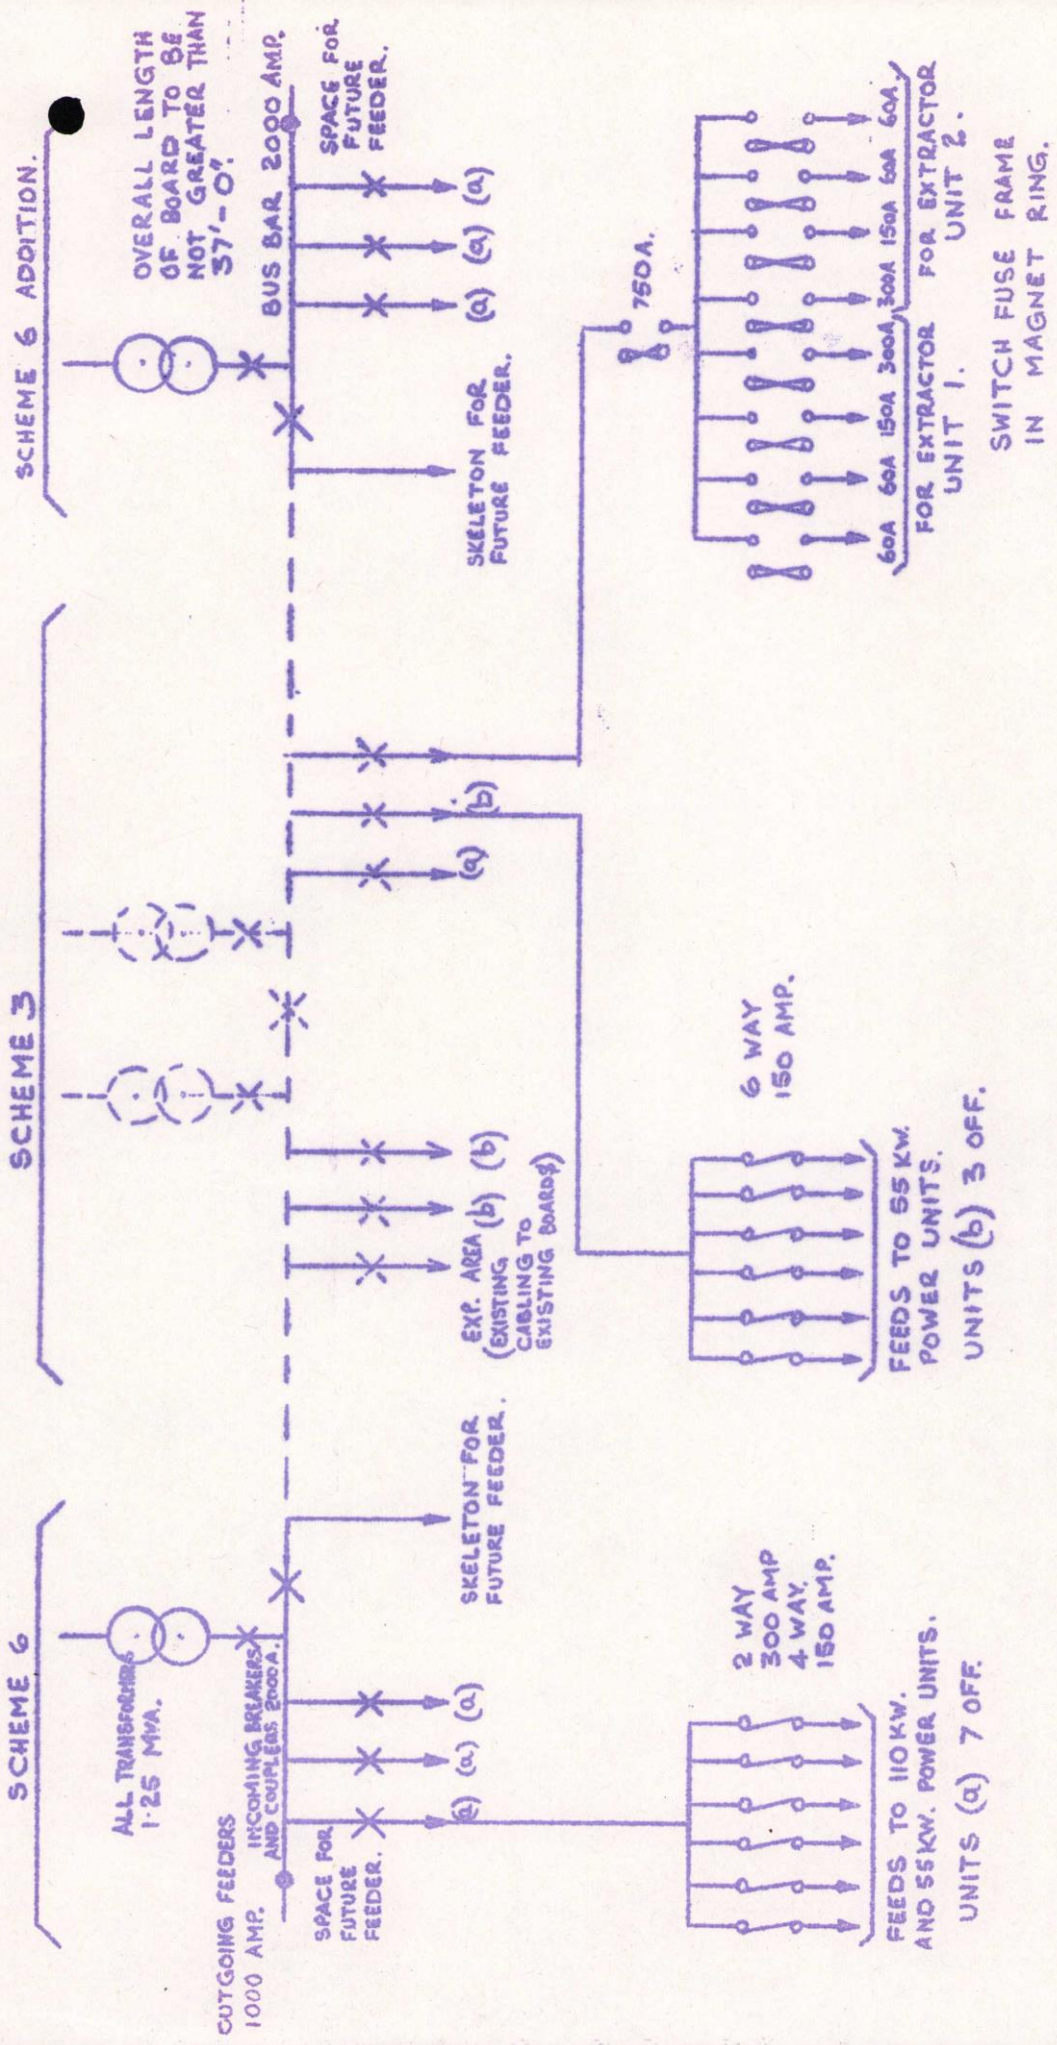 SCHEME 6
SCHEME 3
SCHEME 6 ADDITION.
ALL TRANSFORMERS
1·25 MVA.
OVERALL LENGTH
OF BOARD TO BE
NOT GREATER THAN
37'-0".
OUTGOING FEEDERS
1000 AMP.
INCOMING BREAKERS
AND COUPLERS 2000A.
BUS BAR 2000 AMP.
SPACE FOR
FUTURE
FEEDER.
(a) (a) (a)
SKELETON FOR
FUTURE FEEDER.
EXP. AREA (b) (b)
(EXISTING
CABLING TO
EXISTING BOARDS)
(a) (b)
SKELETON FOR
FUTURE FEEDER.
(a) (a) (a)
SPACE FOR
FUTURE
FEEDER.
750A.
2 WAY
300 AMP
4 WAY.
150 AMP.
6 WAY
150 AMP.
FEEDS TO 110 KW.
AND 55 KW. POWER UNITS.
UNITS (a) 7 OFF.
FEEDS TO 55 KW.
POWER UNITS.
UNITS (b) 3 OFF.
60A 60A 150A 300A 300A 150A 60A 60A
FOR EXTRACTOR
UNIT 1.
FOR EXTRACTOR
UNIT 2.
SWITCH FUSE FRAME
IN MAGNET RING.